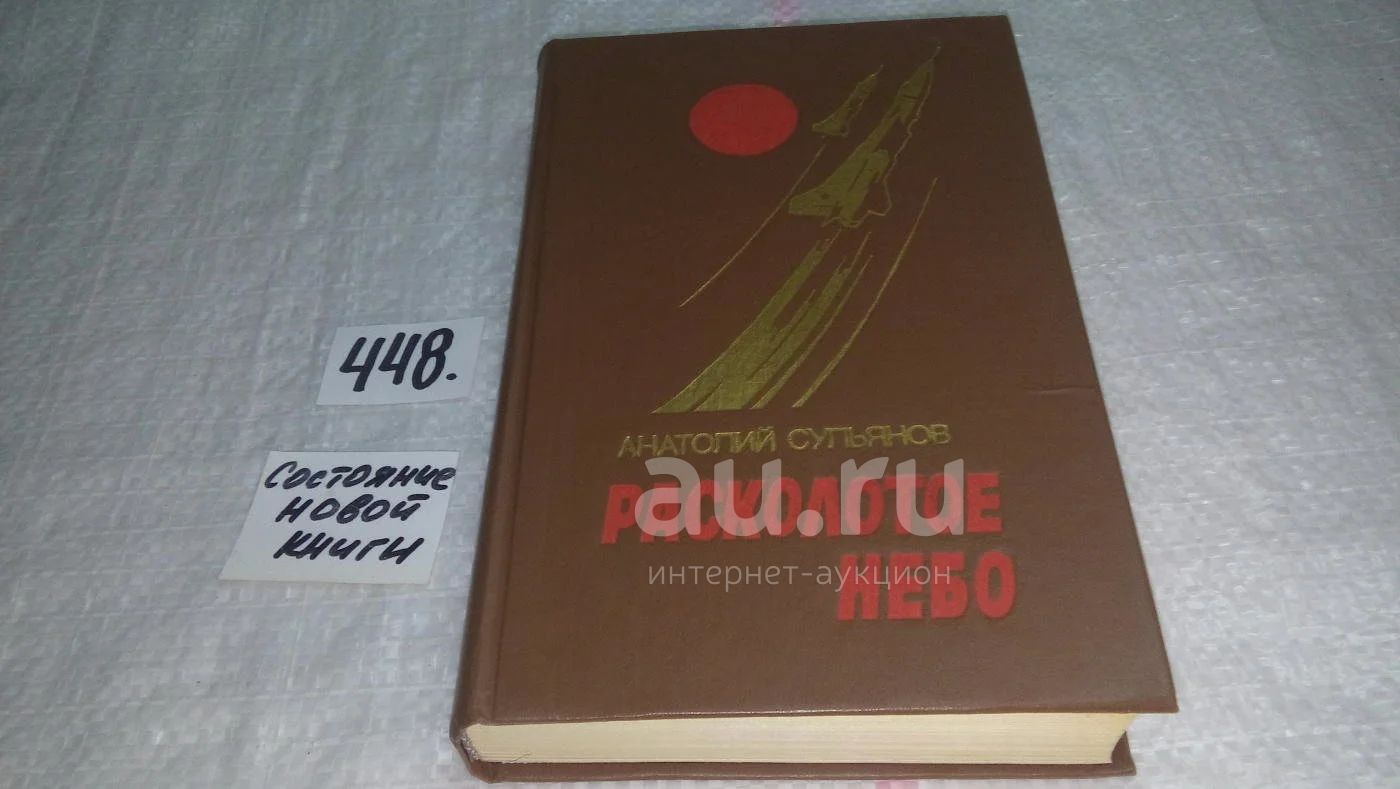 448.
Состояние
новой
книги
АНАТОЛИЙ СУЛЬЯНОВ
РАСКОЛОТОЕ
НЕБО
au.ru
интернет-аукцион